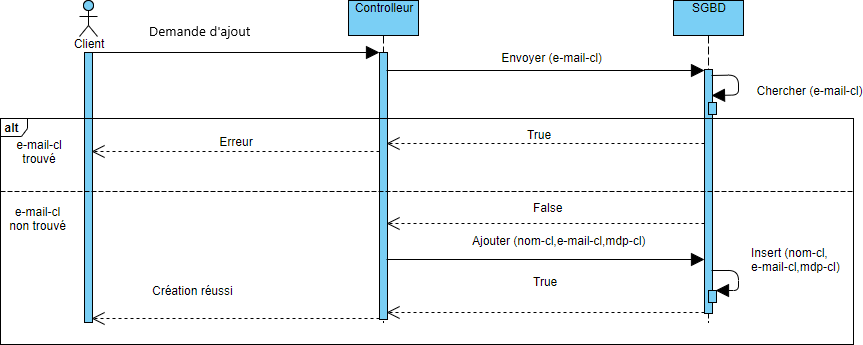 Controlleur
SGBD
Client
Demande d'ajout
Envoyer (e-mail-cl)
Chercher (e-mail-cl)
alt
e-mail-cl
trouvé
True
Erreur
e-mail-cl
non trouvé
False
Ajouter (nom-cl,e-mail-cl,mdp-cl)
Insert (nom-cl,
e-mail-cl,mdp-cl)
True
Création réussi